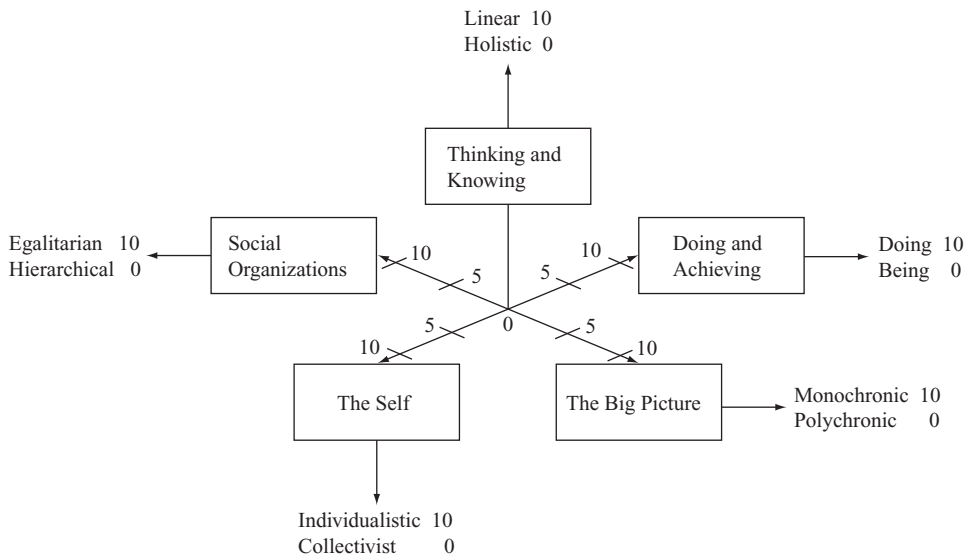 Linear 10
Holistic 0
Thinking and
Knowing
Egalitarian 10
Hierarchical 0
Social
Organizations
10
5
Doing and
Achieving
10
5
Doing 10
Being 0
0
The Self
10
5
The Big Picture
5
10
Monochronic 10
Polychronic 0
Individualistic 10
Collectivist 0